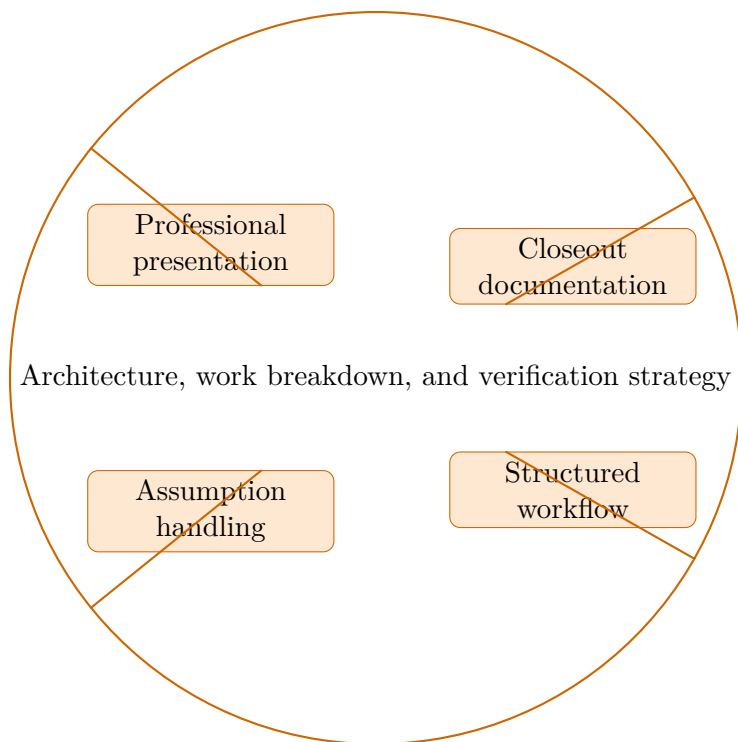 Professional
presentation
Closeout
documentation
Architecture, work breakdown, and verification strategy
Assumption
handling
Structured
workflow